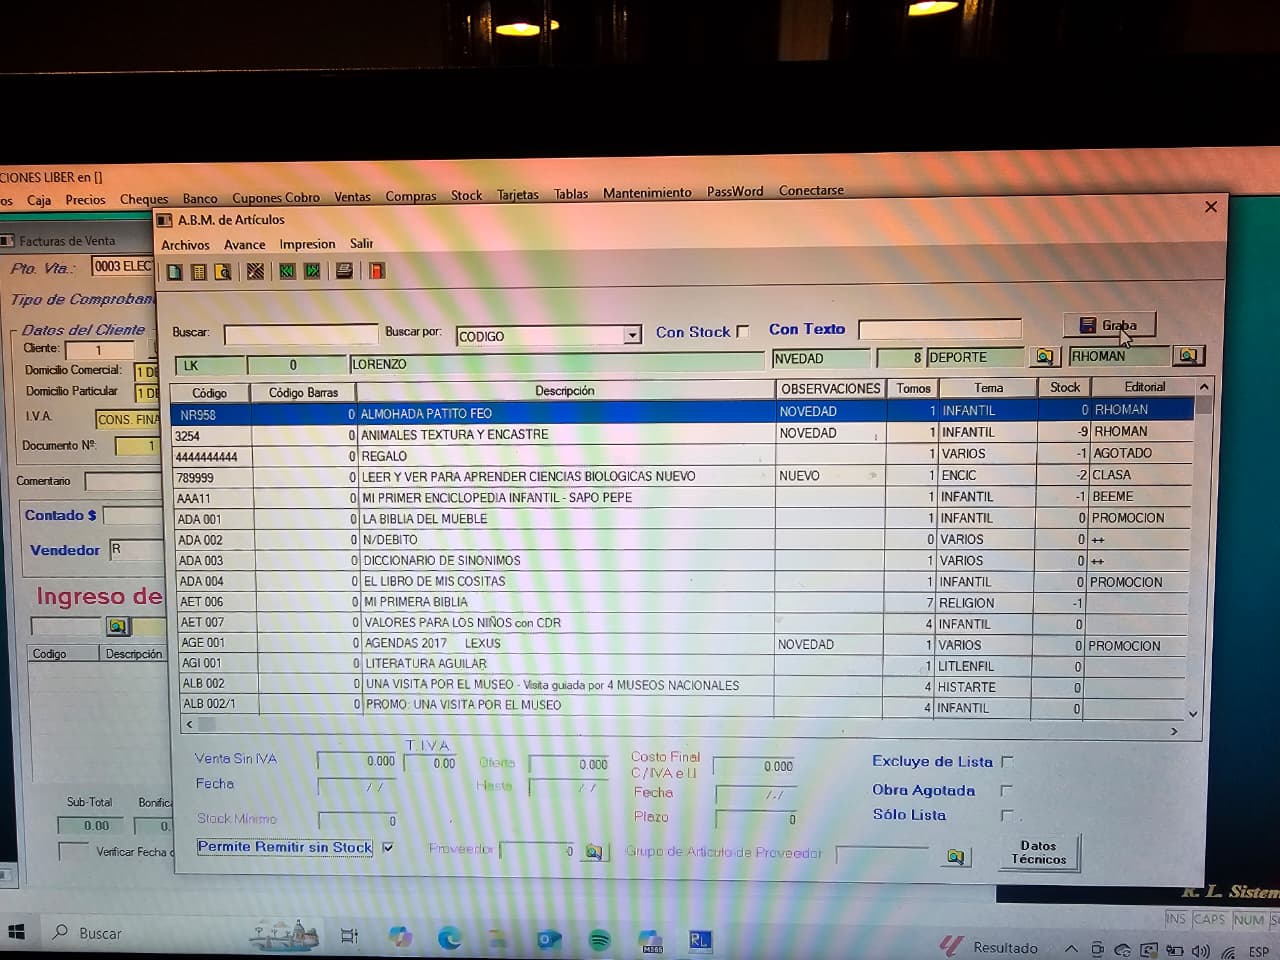 CIONES LIBER en []
os Caja Precios Cheques Banco Cupones Cobro Ventas Compras Stock Tarjetas Tablas Mantenimiento PassWord Conectarse
Facturas de Venta
Pto. Vta.: 0003 ELEC
Tipo de Comproban
Datos del Cliente
Cliente: 1
Domicilio Comercial: 1 DE
Domicilio Particular 1 DE
I.V.A. CONS. FINA
Documento Nº: 1
Comentario
Contado $
Vendedor R
Ingreso de
Codigo Descripción
Sub-Total Bonific
0.00 0.
Verificar Fecha
A.B.M. de Artículos
Archivos Avance Impresion Salir
Buscar: Buscar por: CODIGO Con Stock Con Texto Graba
LK 0 LORENZO NVEDAD 8 DEPORTE RHOMAN
Código Código Barras Descripción OBSERVACIONES Tomos Tema Stock Editorial
NR958 0 ALMOHADA PATITO FEO NOVEDAD 1 INFANTIL 0 RHOMAN
3254 0 ANIMALES TEXTURA Y ENCASTRE NOVEDAD 1 INFANTIL -9 RHOMAN
4444444444 0 REGALO 1 VARIOS -1 AGOTADO
789999 0 LEER Y VER PARA APRENDER CIENCIAS BIOLOGICAS NUEVO NUEVO 1 ENCIC -2 CLASA
AAA11 0 MI PRIMER ENCICLOPEDIA INFANTIL - SAPO PEPE 1 INFANTIL -1 BEEME
ADA 001 0 LA BIBLIA DEL MUEBLE 1 INFANTIL 0 PROMOCION
ADA 002 0 N/DEBITO 0 VARIOS 0 ++
ADA 003 0 DICCIONARIO DE SINONIMOS 1 VARIOS 0 ++
ADA 004 0 EL LIBRO DE MIS COSITAS 1 INFANTIL 0 PROMOCION
AET 006 0 MI PRIMERA BIBLIA 7 RELIGION -1
AET 007 0 VALORES PARA LOS NIÑOS con CDR 4 INFANTIL 0
AGE 001 0 AGENDAS 2017 LEXUS NOVEDAD 1 VARIOS 0 PROMOCION
AGI 001 0 LITERATURA AGUILAR 1 LITLENFIL 0
ALB 002 0 UNA VISITA POR EL MUSEO - Visita guiada por 4 MUSEOS NACIONALES 4 HISTARTE 0
ALB 002/1 0 PROMO: UNA VISITA POR EL MUSEO 4 INFANTIL 0
Venta Sin IVA 0.000 T.IVA 0.00 Oferta 0.000 Costo Final C/IVA e I.I 0.000 Excluye de Lista
Fecha / / Hasta / / Fecha / / Obra Agotada
Stock Minimo 0 Plazo 0 Sólo Lista
Permite Remitir sin Stock Proveedor 0 Grupo de Articulo de Proveedor Datos Técnicos
R. L. Sistem
INS CAPS NUM
Buscar M365 RL Resultado ESP